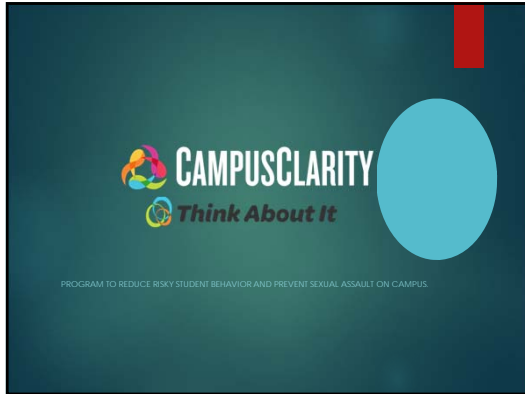 CAMPUSCLARITY
Think About It
PROGRAM TO REDUCE RISKY STUDENT BEHAVIOR AND PREVENT SEXUAL ASSAULT ON CAMPUS.